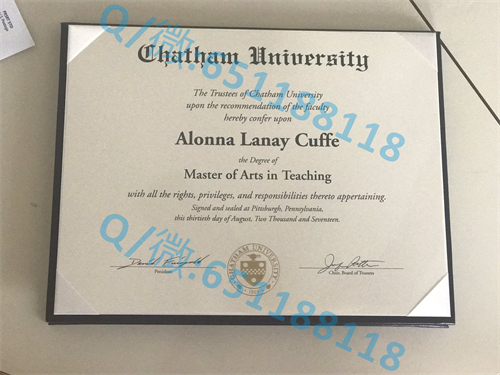 Chatham University
The Trustees of Chatham University
upon the recommendation of the faculty
hereby confer upon
Alonna Lanay Cuffe
the Degree of
Master of Arts in Teaching
with all the rights, privileges, and responsibilities thereto appertaining.
Signed and sealed at Pittsburgh, Pennsylvania,
this thirtieth day of August, Two Thousand and Seventeen.
President
Chair, Board of Trustees
CHATHAM UNIVERSITY
Q/微.651188118
Q/微.651188118